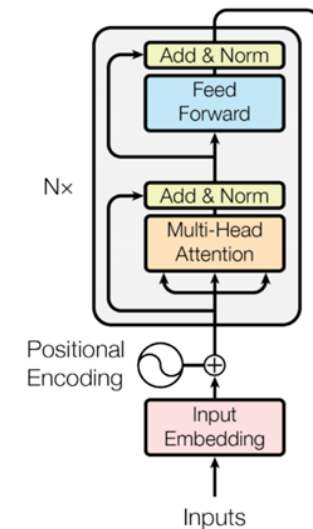 Add & Norm
Feed
Forward
N×
Add & Norm
Multi-Head
Attention
Positional
Encoding
Input
Embedding
Inputs